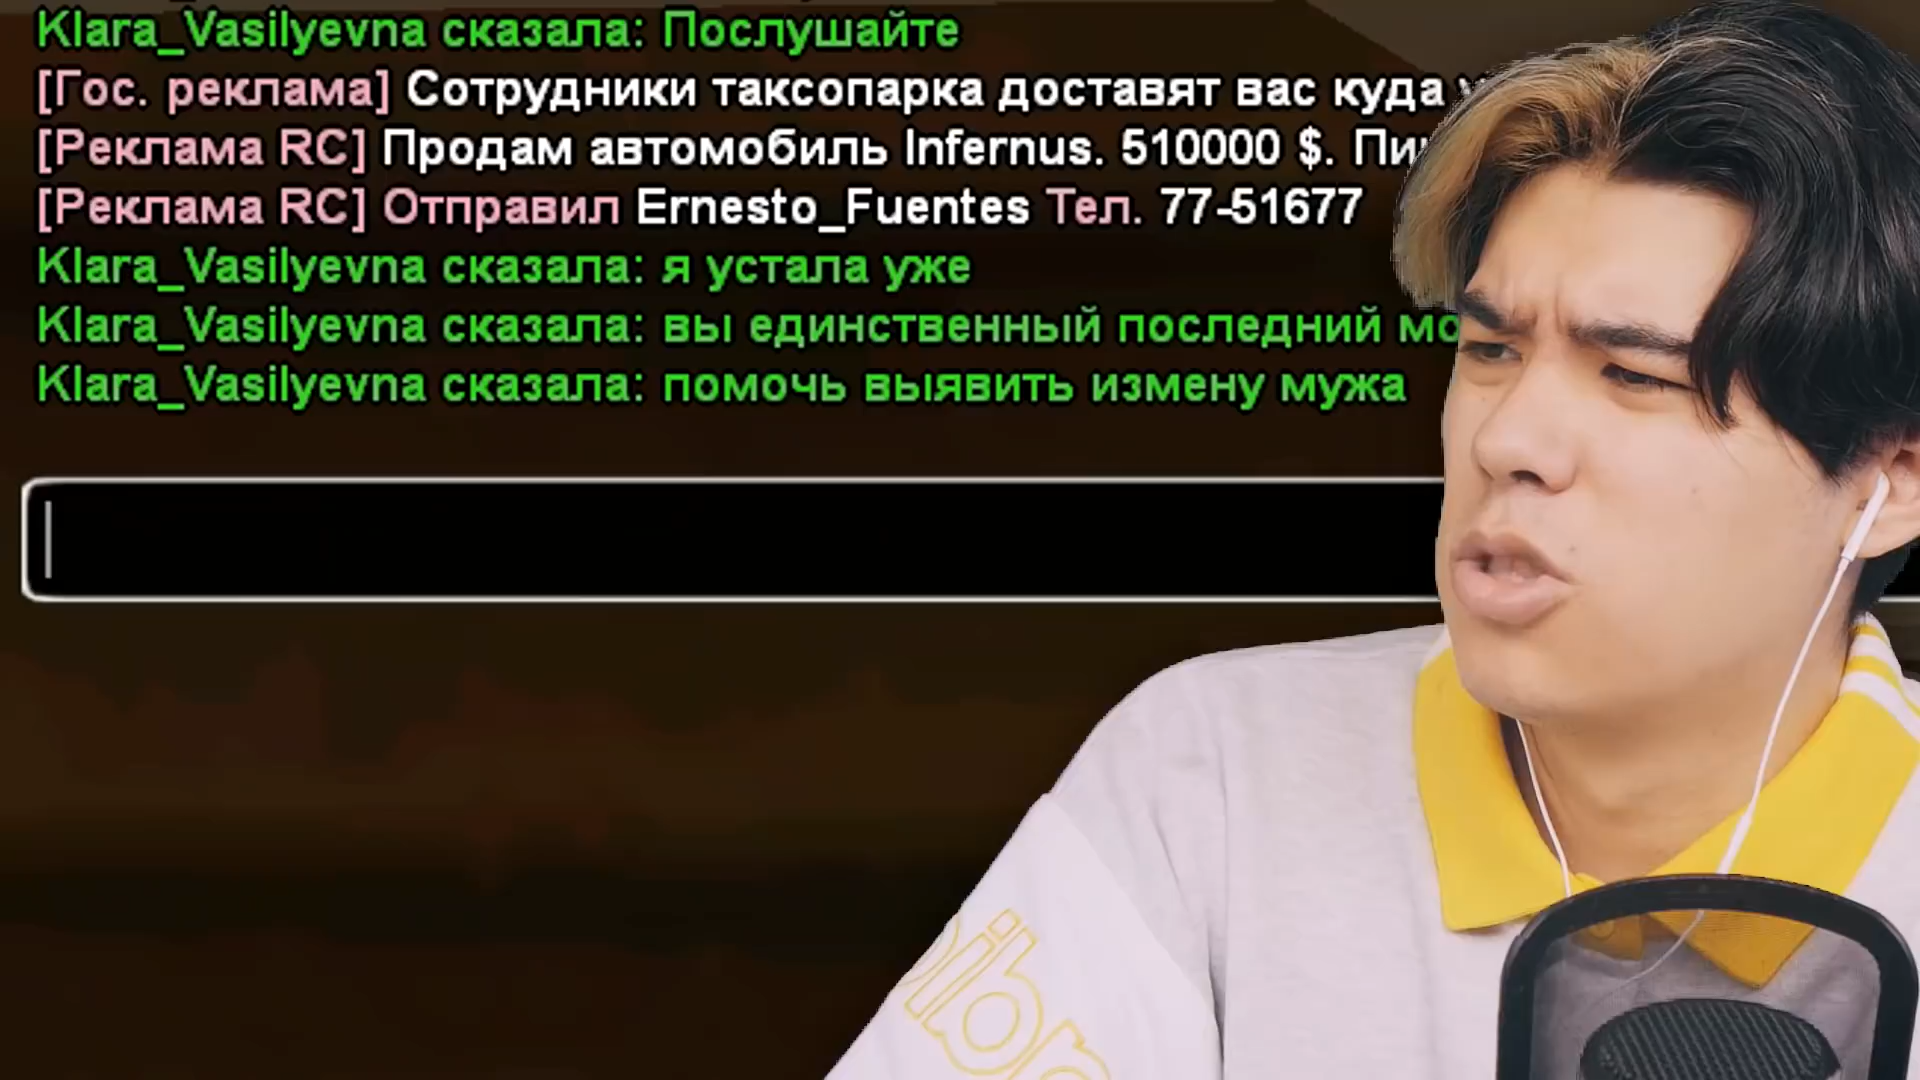 Klara_Vasilyevna сказала: Послушайте
[Гос. реклама] Сотрудники таксопарка доставят вас куда
[Реклама RC] Продам автомобиль Infernus. 510000 $.
[Реклама RC] Отправил Ernesto_Fuentes Тел. 77-51677
Klara_Vasilyevna сказала: я устала уже
Klara_Vasilyevna сказала: вы единственный последний
Klara_Vasilyevna сказала: помочь выявить измену мужа